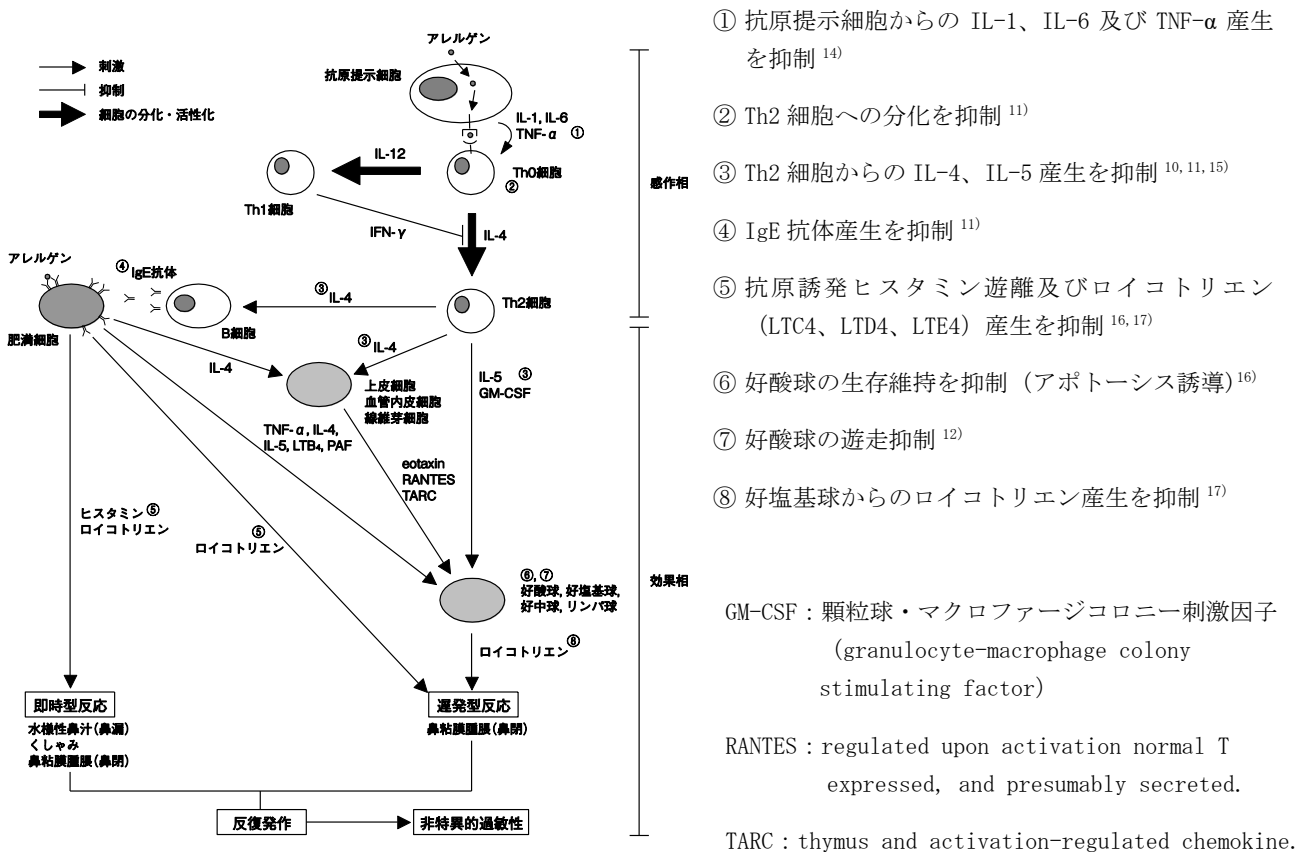 アレルゲン
刺激
抑制
細胞の分化・活性化
抗原提示細胞
IL-1, IL-6
TNF-α ①
IL-12
Th0細胞
②
Th1細胞
IFN-γ
IL-4
感作相
アレルゲン
④ IgE抗体
③ IL-4
Th2細胞
B細胞
肥満細胞
IL-4
③ IL-4
IL-5 ③
GM-CSF
上皮細胞
血管内皮細胞
線維芽細胞
TNF-α, IL-4,
IL-5, LTB₄, PAF
eotaxin
RANTES
TARC
ヒスタミン⑤
ロイコトリエン
⑤
ロイコトリエン
⑥, ⑦
好酸球, 好塩基球,
好中球, リンパ球
効果相
ロイコトリエン⑧
即時型反応
水様性鼻汁(鼻漏)
くしゃみ
鼻粘膜腫脹(鼻閉)
遅発型反応
鼻粘膜腫脹(鼻閉)
反復発作
非特異的過敏性
① 抗原提示細胞からの IL-1、IL-6 及び TNF-α 産生
を抑制 14)
② Th2 細胞への分化を抑制 11)
③ Th2 細胞からの IL-4、IL-5 産生を抑制 10, 11, 15)
④ IgE 抗体産生を抑制 11)
⑤ 抗原誘発ヒスタミン遊離及びロイコトリエン
(LTC4、LTD4、LTE4) 産生を抑制 16, 17)
⑥ 好酸球の生存維持を抑制 (アポトーシス誘導) 16)
⑦ 好酸球の遊走抑制 12)
⑧ 好塩基球からのロイコトリエン産生を抑制 17)
GM-CSF：顆粒球・マクロファージコロニー刺激因子
(granulocyte-macrophage colony
stimulating factor)
RANTES：regulated upon activation normal T
expressed, and presumably secreted.
TARC：thymus and activation-regulated chemokine.